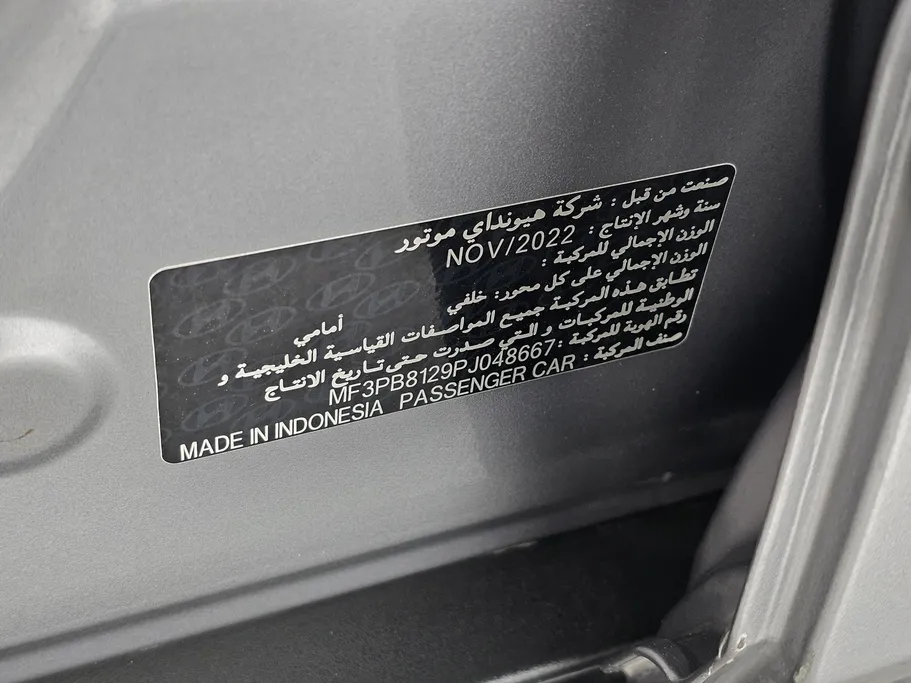 صنعت من قبل : شركة هيونداي موتور
سنة وشهر الإنتاج : NOV/2022
الوزن الإجمالي للمركبة :
الوزن الإجمالي على كل محور: خلفي
أمامي
تطابق هذه المركبة جميع المواصفات القياسية الخليجية و
الوطنية للمركبات و التي صدرت حتى تاريخ الانتاج
رقم الهوية للمركبة :MF3PB8129PJ048667
صنف المركبة : PASSENGER CAR
MADE IN INDONESIA